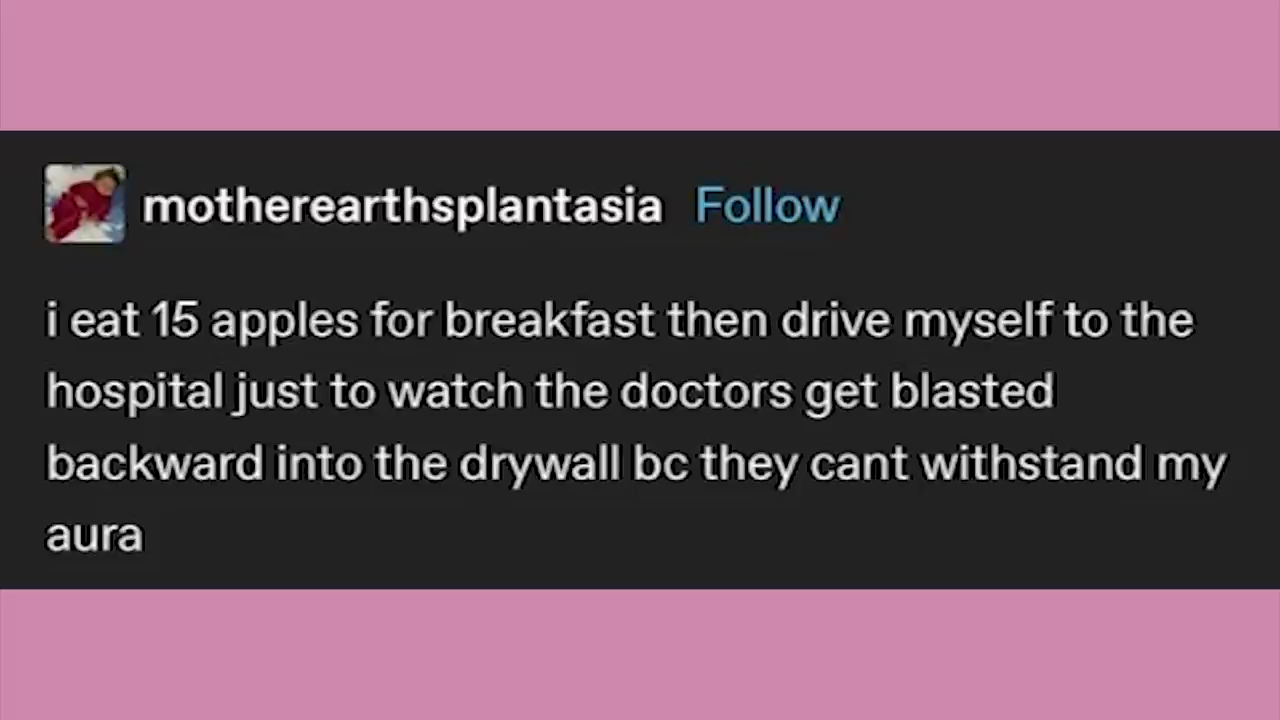 motherearthsplantasia Follow
i eat 15 apples for breakfast then drive myself to the
hospital just to watch the doctors get blasted
backward into the drywall bc they cant withstand my
aura